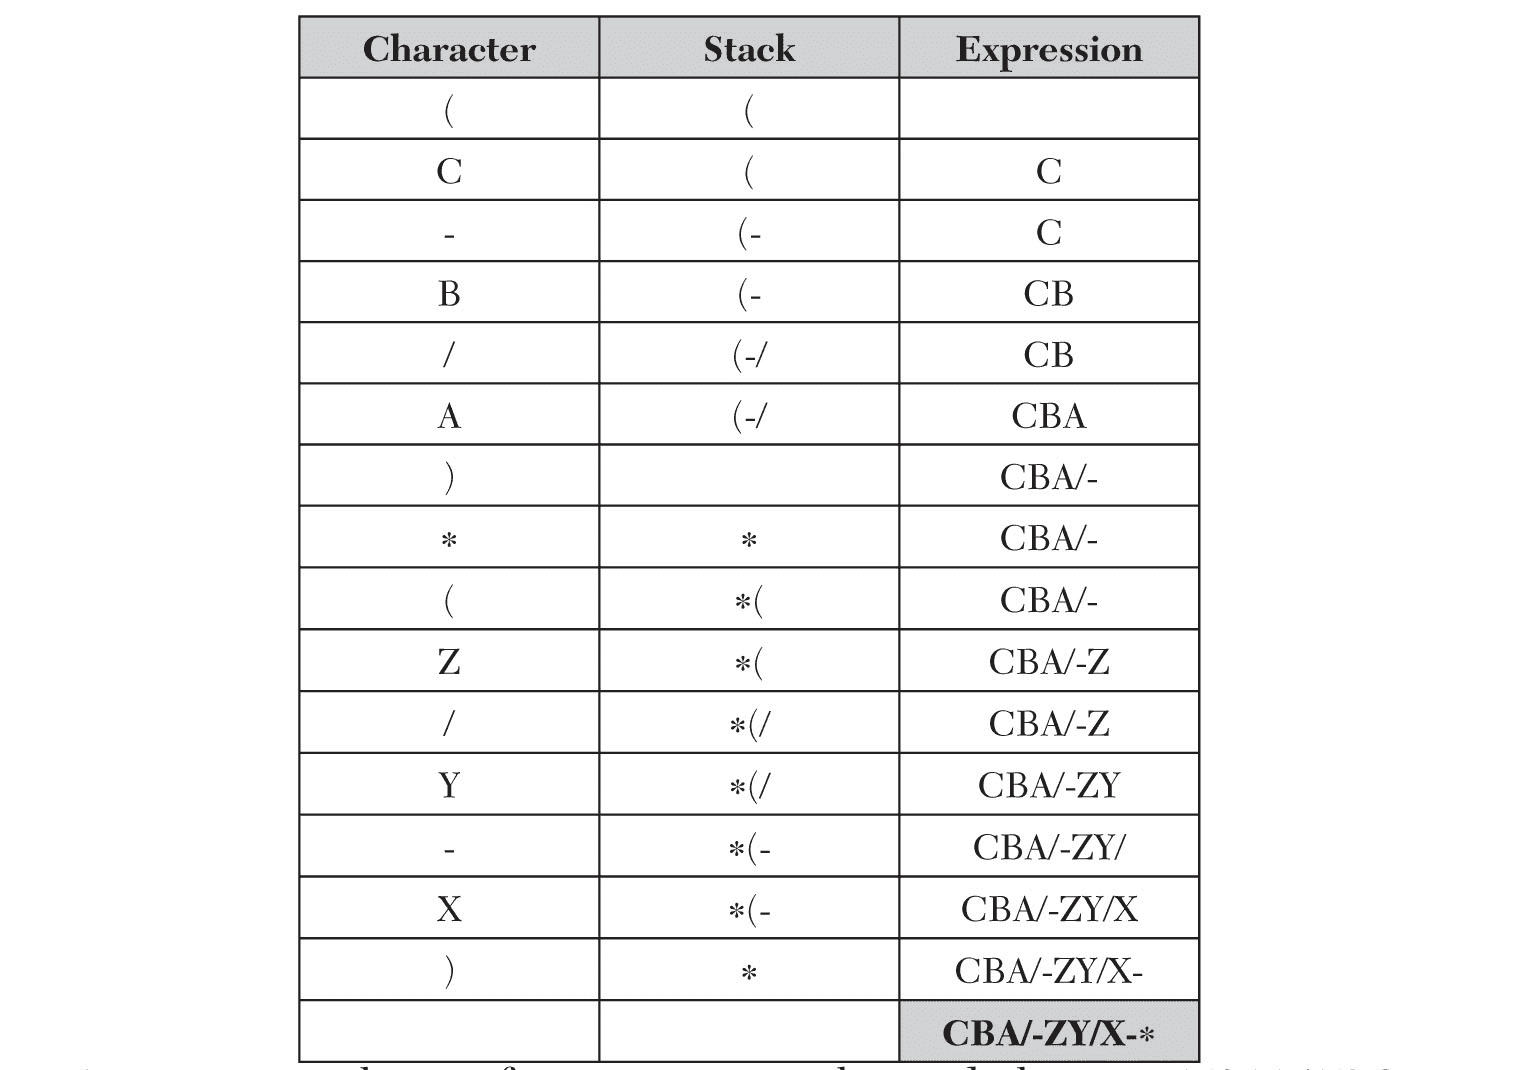 Character Stack Expression
( (
C ( C
- (- C
B (- CB
/ (-/ CB
A (-/ CBA
) CBA/-
* * CBA/-
( *( CBA/-
Z *( CBA/-Z
/ *(/ CBA/-Z
Y *(/ CBA/-ZY
- *(- CBA/-ZY/
X *(- CBA/-ZY/X
) * CBA/-ZY/X-
CBA/-ZY/X-*